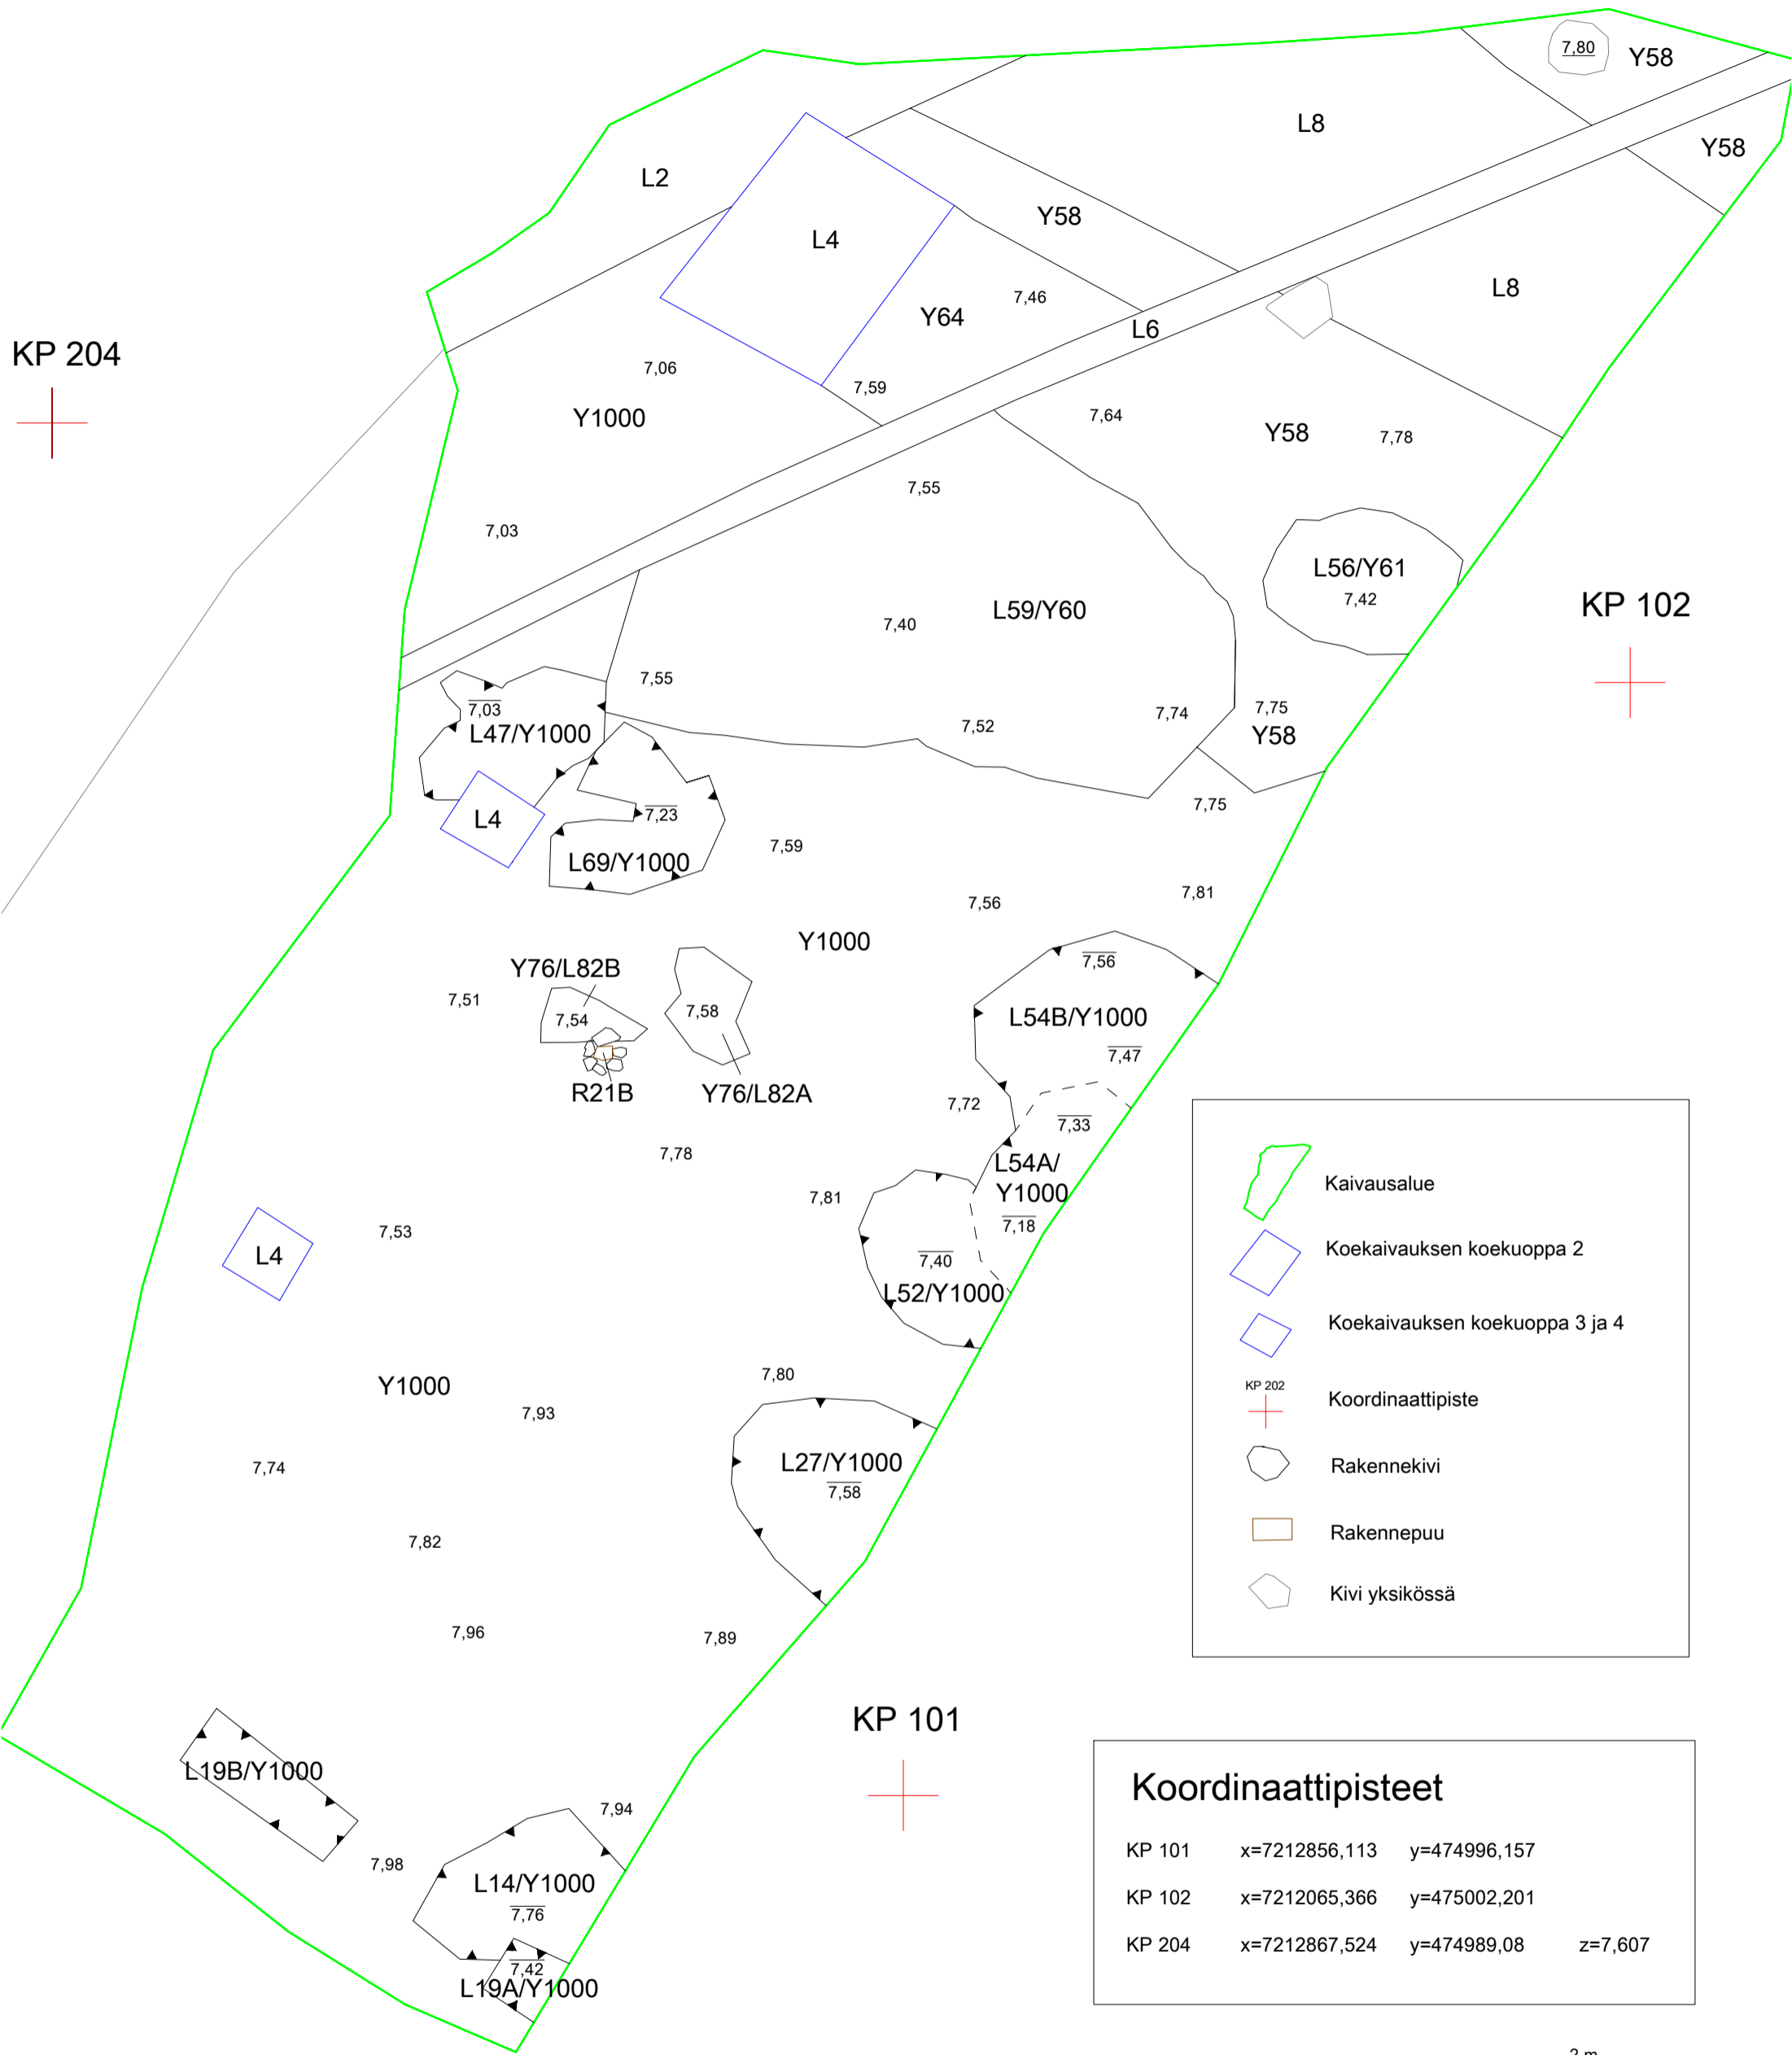 7,80
Y58
L8
Y58
L2
Y58
L4
L8
7,46
Y64
L6
KP 204
7,06
7,59
7,64
Y1000
Y58
7,78
7,55
7,03
L56/Y61
7,42
KP 102
L59/Y60
7,40
7,55
7,03
7,52
7,74
7,75
L47/Y1000
Y58
7,75
7,23
L4
7,59
L69/Y1000
7,81
7,56
Y1000
7,56
Y76/L82B
7,51
7,54
7,58
L54B/Y1000
7,47
R21B
Y76/L82A
7,72
7,33
7,78
L54A/
Y1000
7,81
7,18
7,53
L4
7,40
L52/Y1000
7,80
Y1000
7,93
7,74
L27/Y1000
7,58
7,82
7,96
7,89
KP 101
L19B/Y1000
7,94
7,98
L14/Y1000
7,76
7,42
L19A/Y1000
Kaivausalue
Koekaivauksen koekuoppa 2
Koekaivauksen koekuoppa 3 ja 4
KP 202
Koordinaattipiste
Rakennekivi
Rakennepuu
Kivi yksikössä
Koordinaattipisteet
KP 101 x=7212856,113 y=474996,157
KP 102 x=7212065,366 y=475002,201
KP 204 x=7212867,524 y=474989,08 z=7,607
2 m